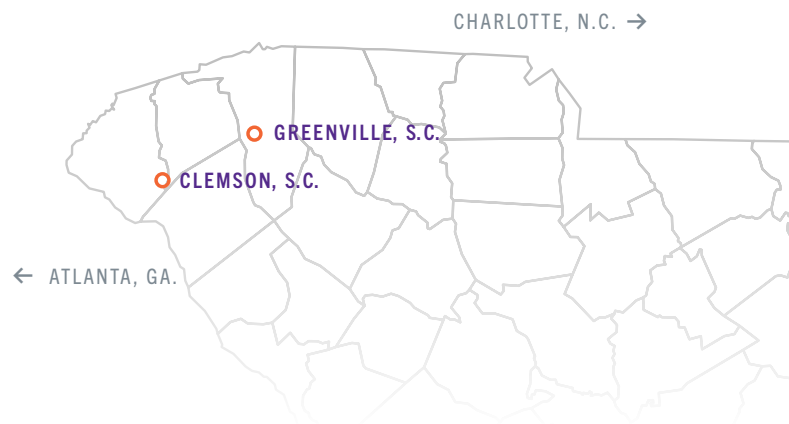 CHARLOTTE, N.C. →
GREENVILLE, S.C.
CLEMSON, S.C.
← ATLANTA, GA.